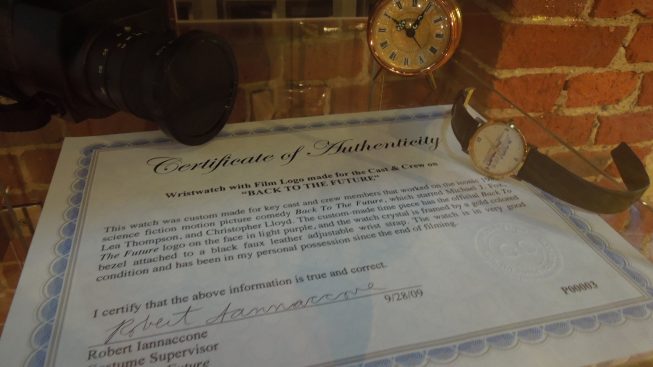 Certificate of Authenticity
Wristwatch with Film Logo made for the Cast & Crew on
"BACK TO THE FUTURE"
This watch was custom made for key cast and crew members that worked on the iconic
science fiction motion picture comedy Back To The Future, which starred Michael J. Fox,
Lea Thompson, and Christopher Lloyd. The custom made time piece has the official Back To
The Future logo on the face in light purple, and the watch crystal is framed by a gold colored
bezel attached to a black faux leather adjustable wrist strap. The watch is in very good
condition and has been in my personal possession since the end of filming.
I certify that the above information is true and correct.
Robert Iannaccone
9/28/09
P00003
Robert Iannaccone
Costume Supervisor
Future